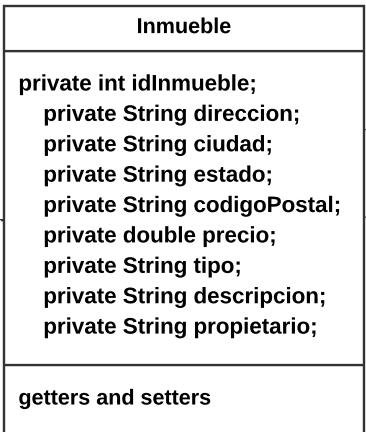 Inmueble
private int idInmueble;
private String direccion;
private String ciudad;
private String estado;
private String codigoPostal;
private double precio;
private String tipo;
private String descripcion;
private String propietario;
getters and setters